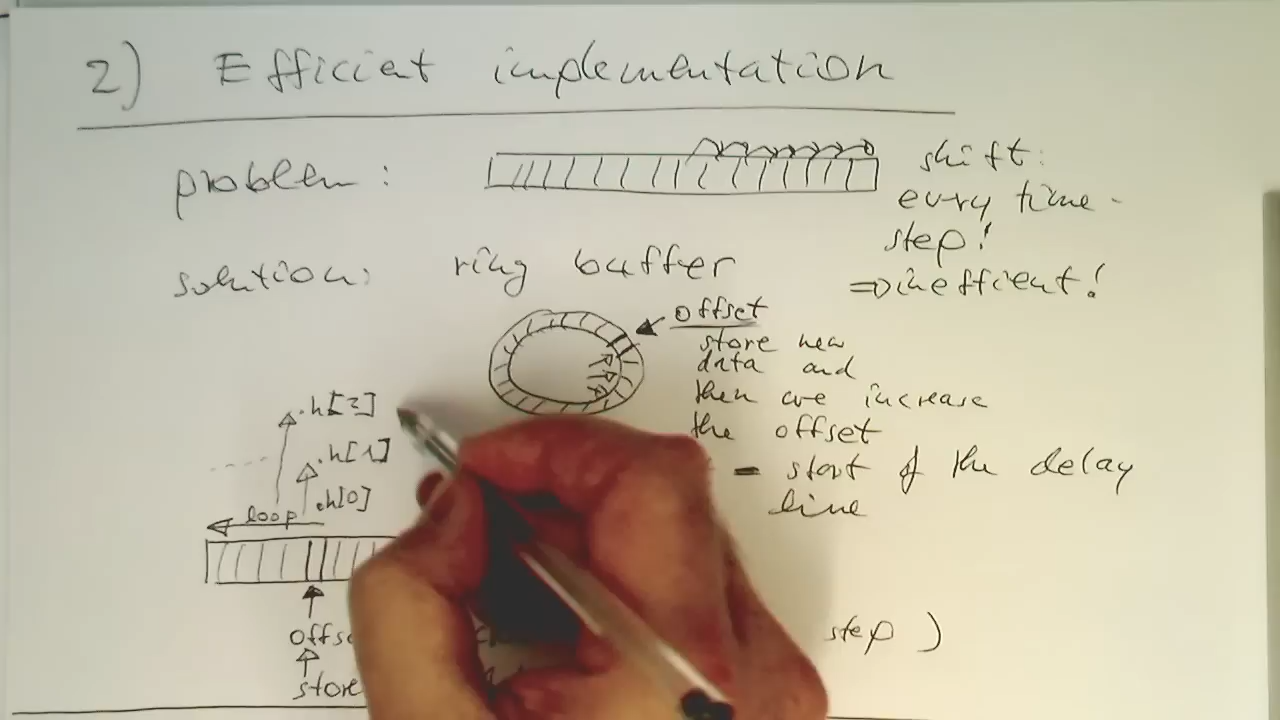 2) Efficient implementation
problem:
shift:
every time-
step!
solution: ring buffer
=> inefficient!
offset
store new
data and
then we increase
the offset
- start of the delay
line
.h[2]
.h[1]
.h[0]
loop
step )
store